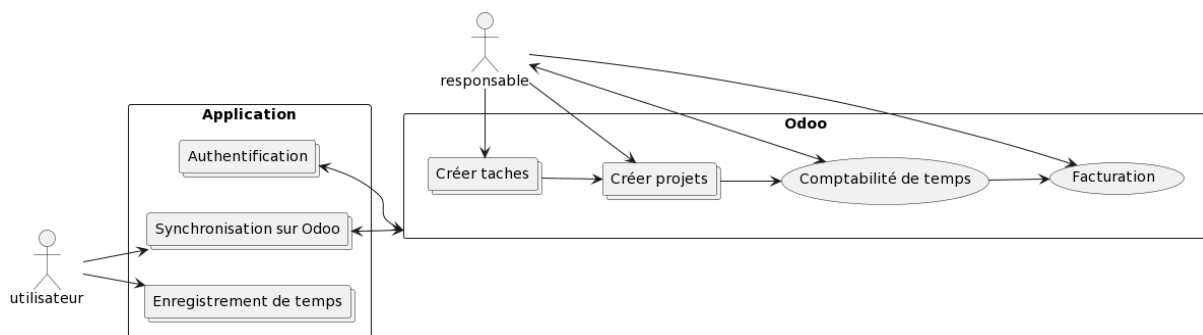 responsable
Application
Odoo
Authentification
Créer taches
Créer projets
Comptabilité de temps
Facturation
Synchronisation sur Odoo
utilisateur
Enregistrement de temps